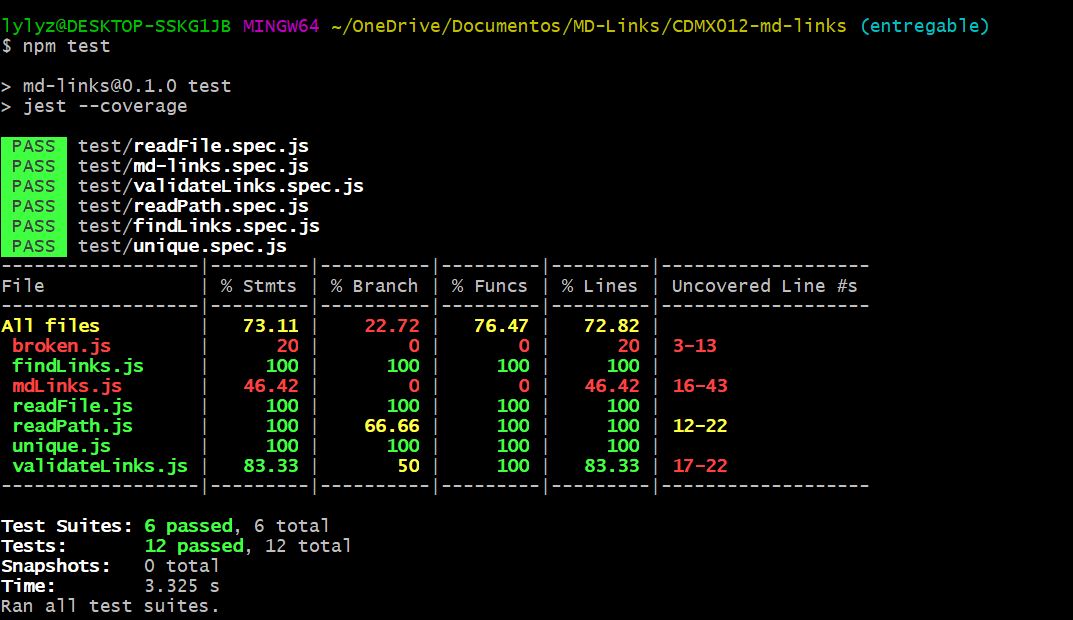 lylyz@DESKTOP-SSKG1JB MINGW64 ~/OneDrive/Documentos/MD-Links/CDMX012-md-links (entregable)
$ npm test

> md-links@0.1.0 test
> jest --coverage

PASS test/readFile.spec.js
PASS test/md-links.spec.js
PASS test/validateLinks.spec.js
PASS test/readPath.spec.js
PASS test/findLinks.spec.js
PASS test/unique.spec.js
------------------|---------|----------|---------|---------|-------------------
File              | % Stmts | % Branch | % Funcs | % Lines | Uncovered Line #s
------------------|---------|----------|---------|---------|-------------------
All files         |   73.11 |    22.72 |   76.47 |   72.82 |
 broken.js        |      20 |        0 |       0 |      20 | 3-13
 findLinks.js     |     100 |      100 |     100 |     100 |
 mdLinks.js       |   46.42 |        0 |       0 |   46.42 | 16-43
 readFile.js      |     100 |      100 |     100 |     100 |
 readPath.js      |     100 |    66.66 |     100 |     100 | 12-22
 unique.js        |     100 |      100 |     100 |     100 |
 validateLinks.js |   83.33 |       50 |     100 |   83.33 | 17-22
------------------|---------|----------|---------|---------|-------------------

Test Suites: 6 passed, 6 total
Tests:       12 passed, 12 total
Snapshots:   0 total
Time:        3.325 s
Ran all test suites.